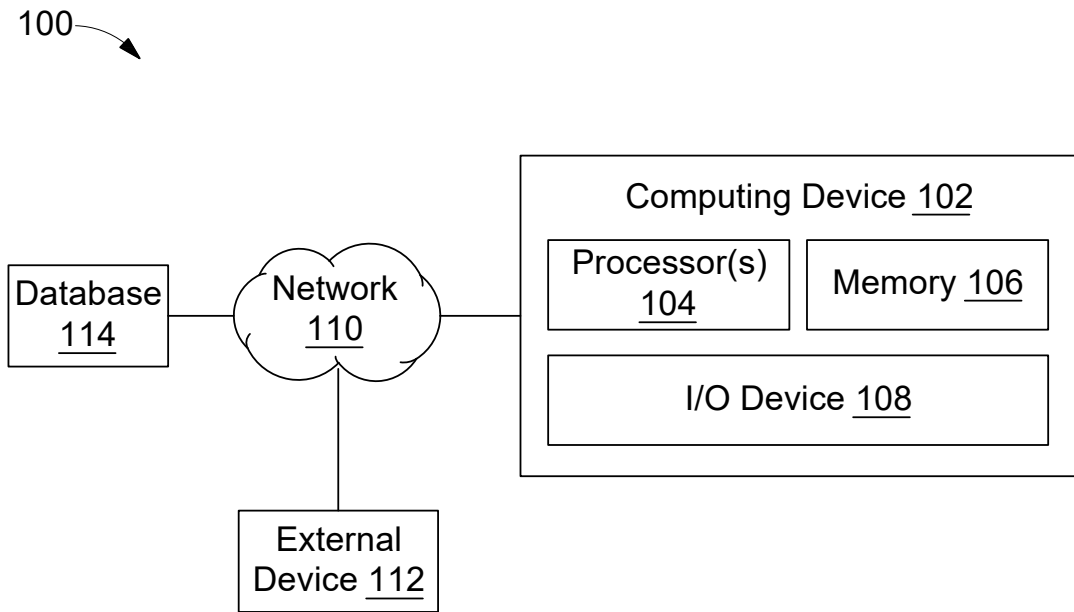 100
Computing Device 102
Processor(s)
104
Memory 106
I/O Device 108
Network
110
Database
114
External
Device 112